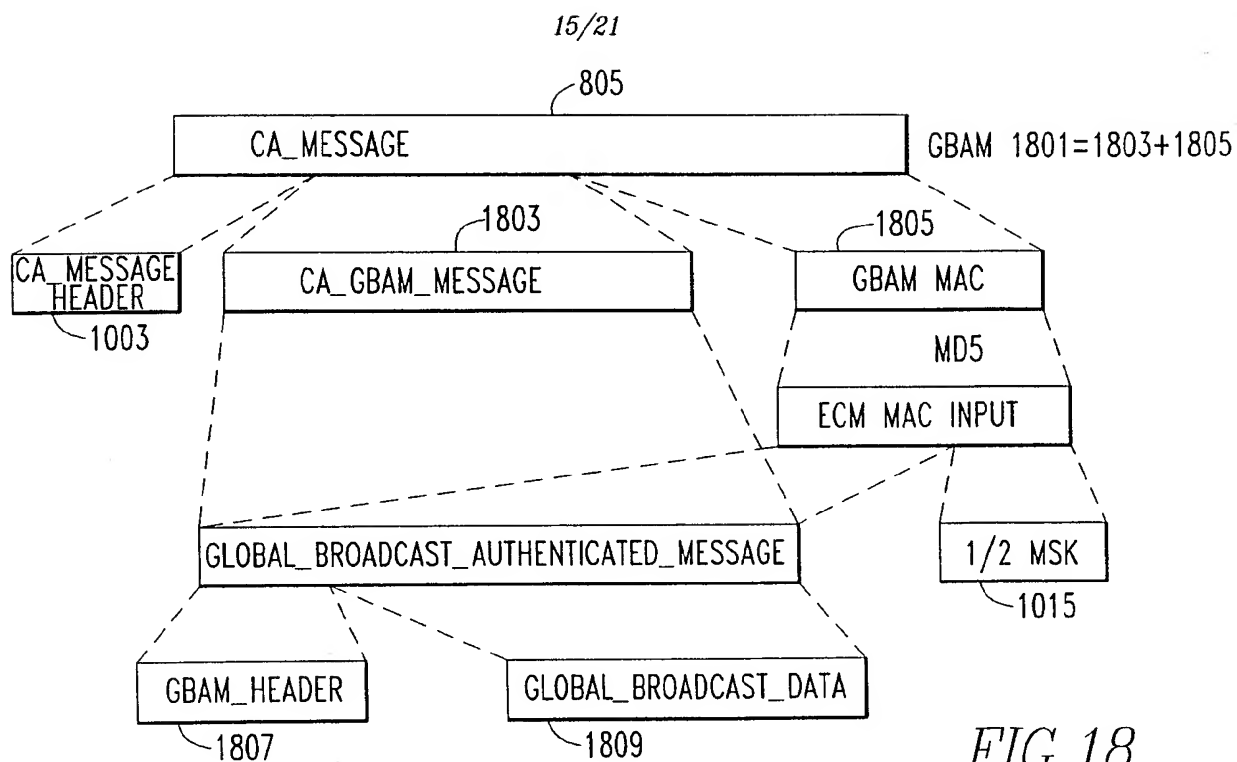 15/21
805
CA_MESSAGE
GBAM 1801=1803+1805
1803
1805
CA_MESSAGE
HEADER
CA_GBAM_MESSAGE
GBAM MAC
1003
MD5
ECM MAC INPUT
GLOBAL_BROADCAST_AUTHENTICATED_MESSAGE
1/2 MSK
1015
GBAM_HEADER
GLOBAL_BROADCAST_DATA
1807
1809
FIG. 18